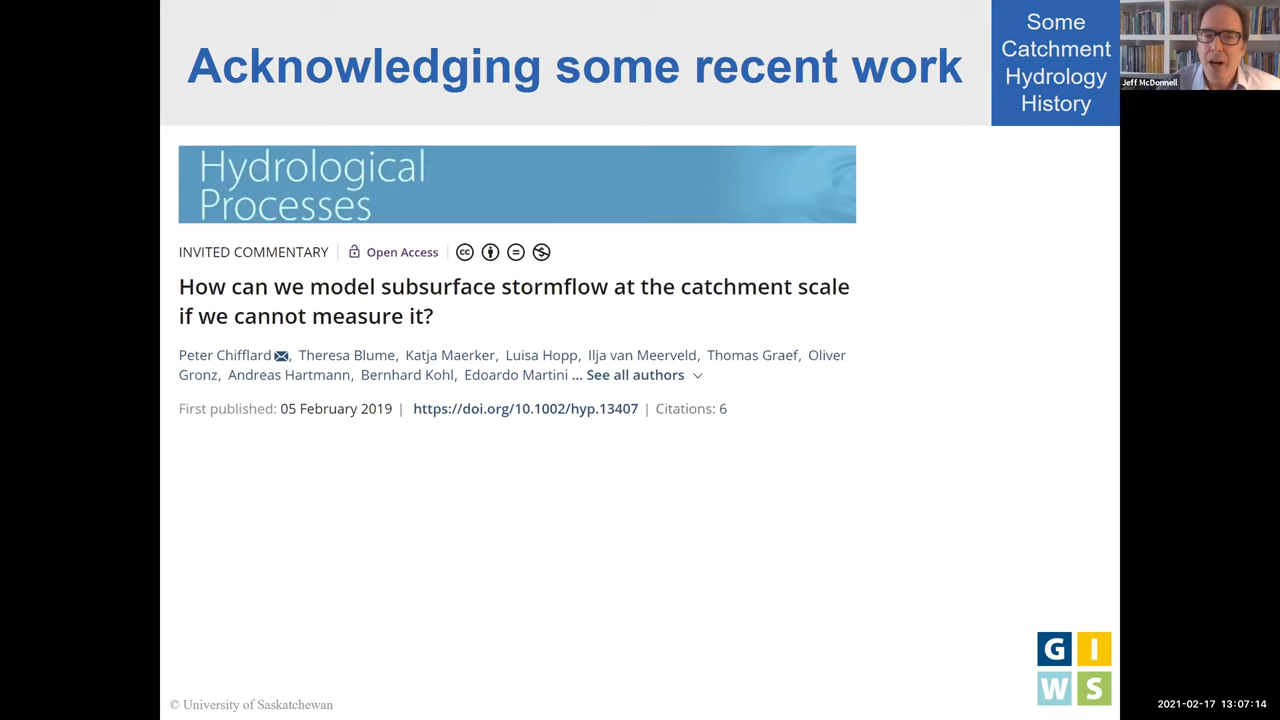 Acknowledging some recent work
Some
Catchment
Hydrology
History
Jeff McDonnell
Hydrological
Processes
INVITED COMMENTARY | Open Access | cc
How can we model subsurface stormflow at the catchment scale
if we cannot measure it?
Peter Chifflard, Theresa Blume, Katja Maerker, Luisa Hopp, Ilja van Meerveld, Thomas Graef, Oliver
Gronz, Andreas Hartmann, Bernhard Kohl, Edoardo Martini ... See all authors
First published: 05 February 2019 | https://doi.org/10.1002/hyp.13407 | Citations: 6
G I
W S
© University of Saskatchewan
2021-02-17 13:07:14